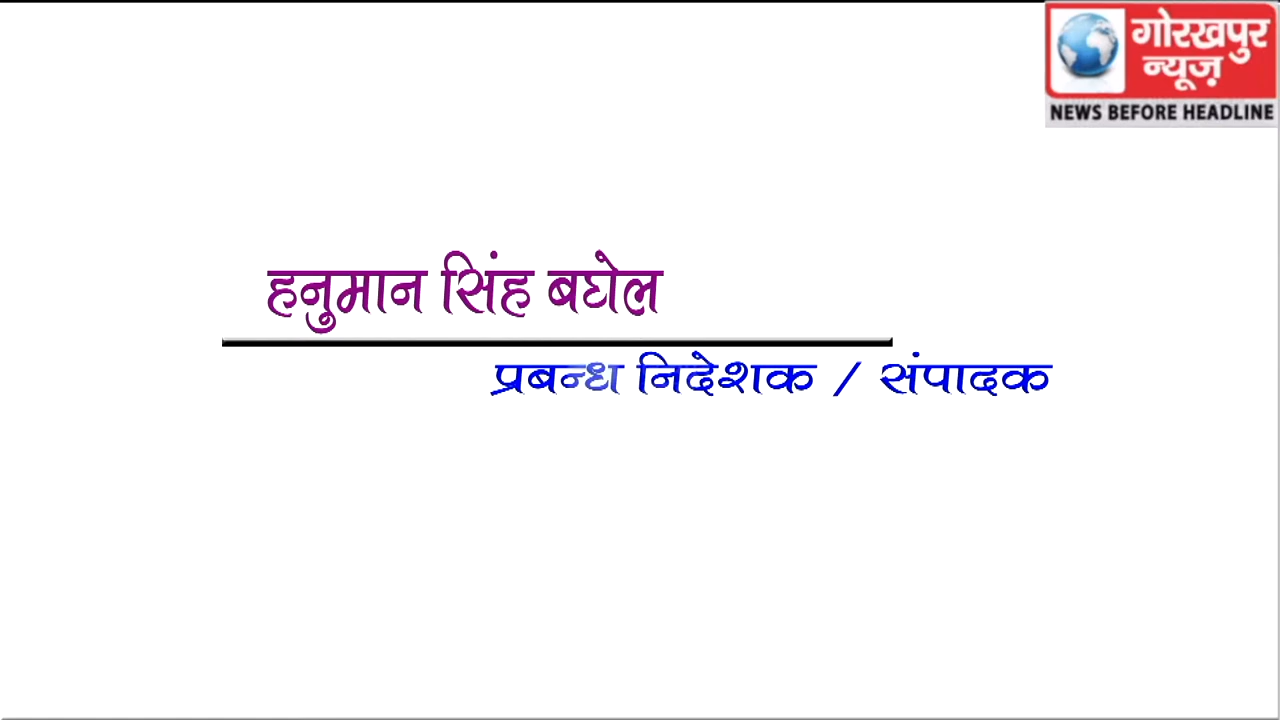 गोरखपुर
न्यूज़
NEWS BEFORE HEADLINE
हनुमान सिंह बघेल
प्रबन्ध निदेशक / संपादक